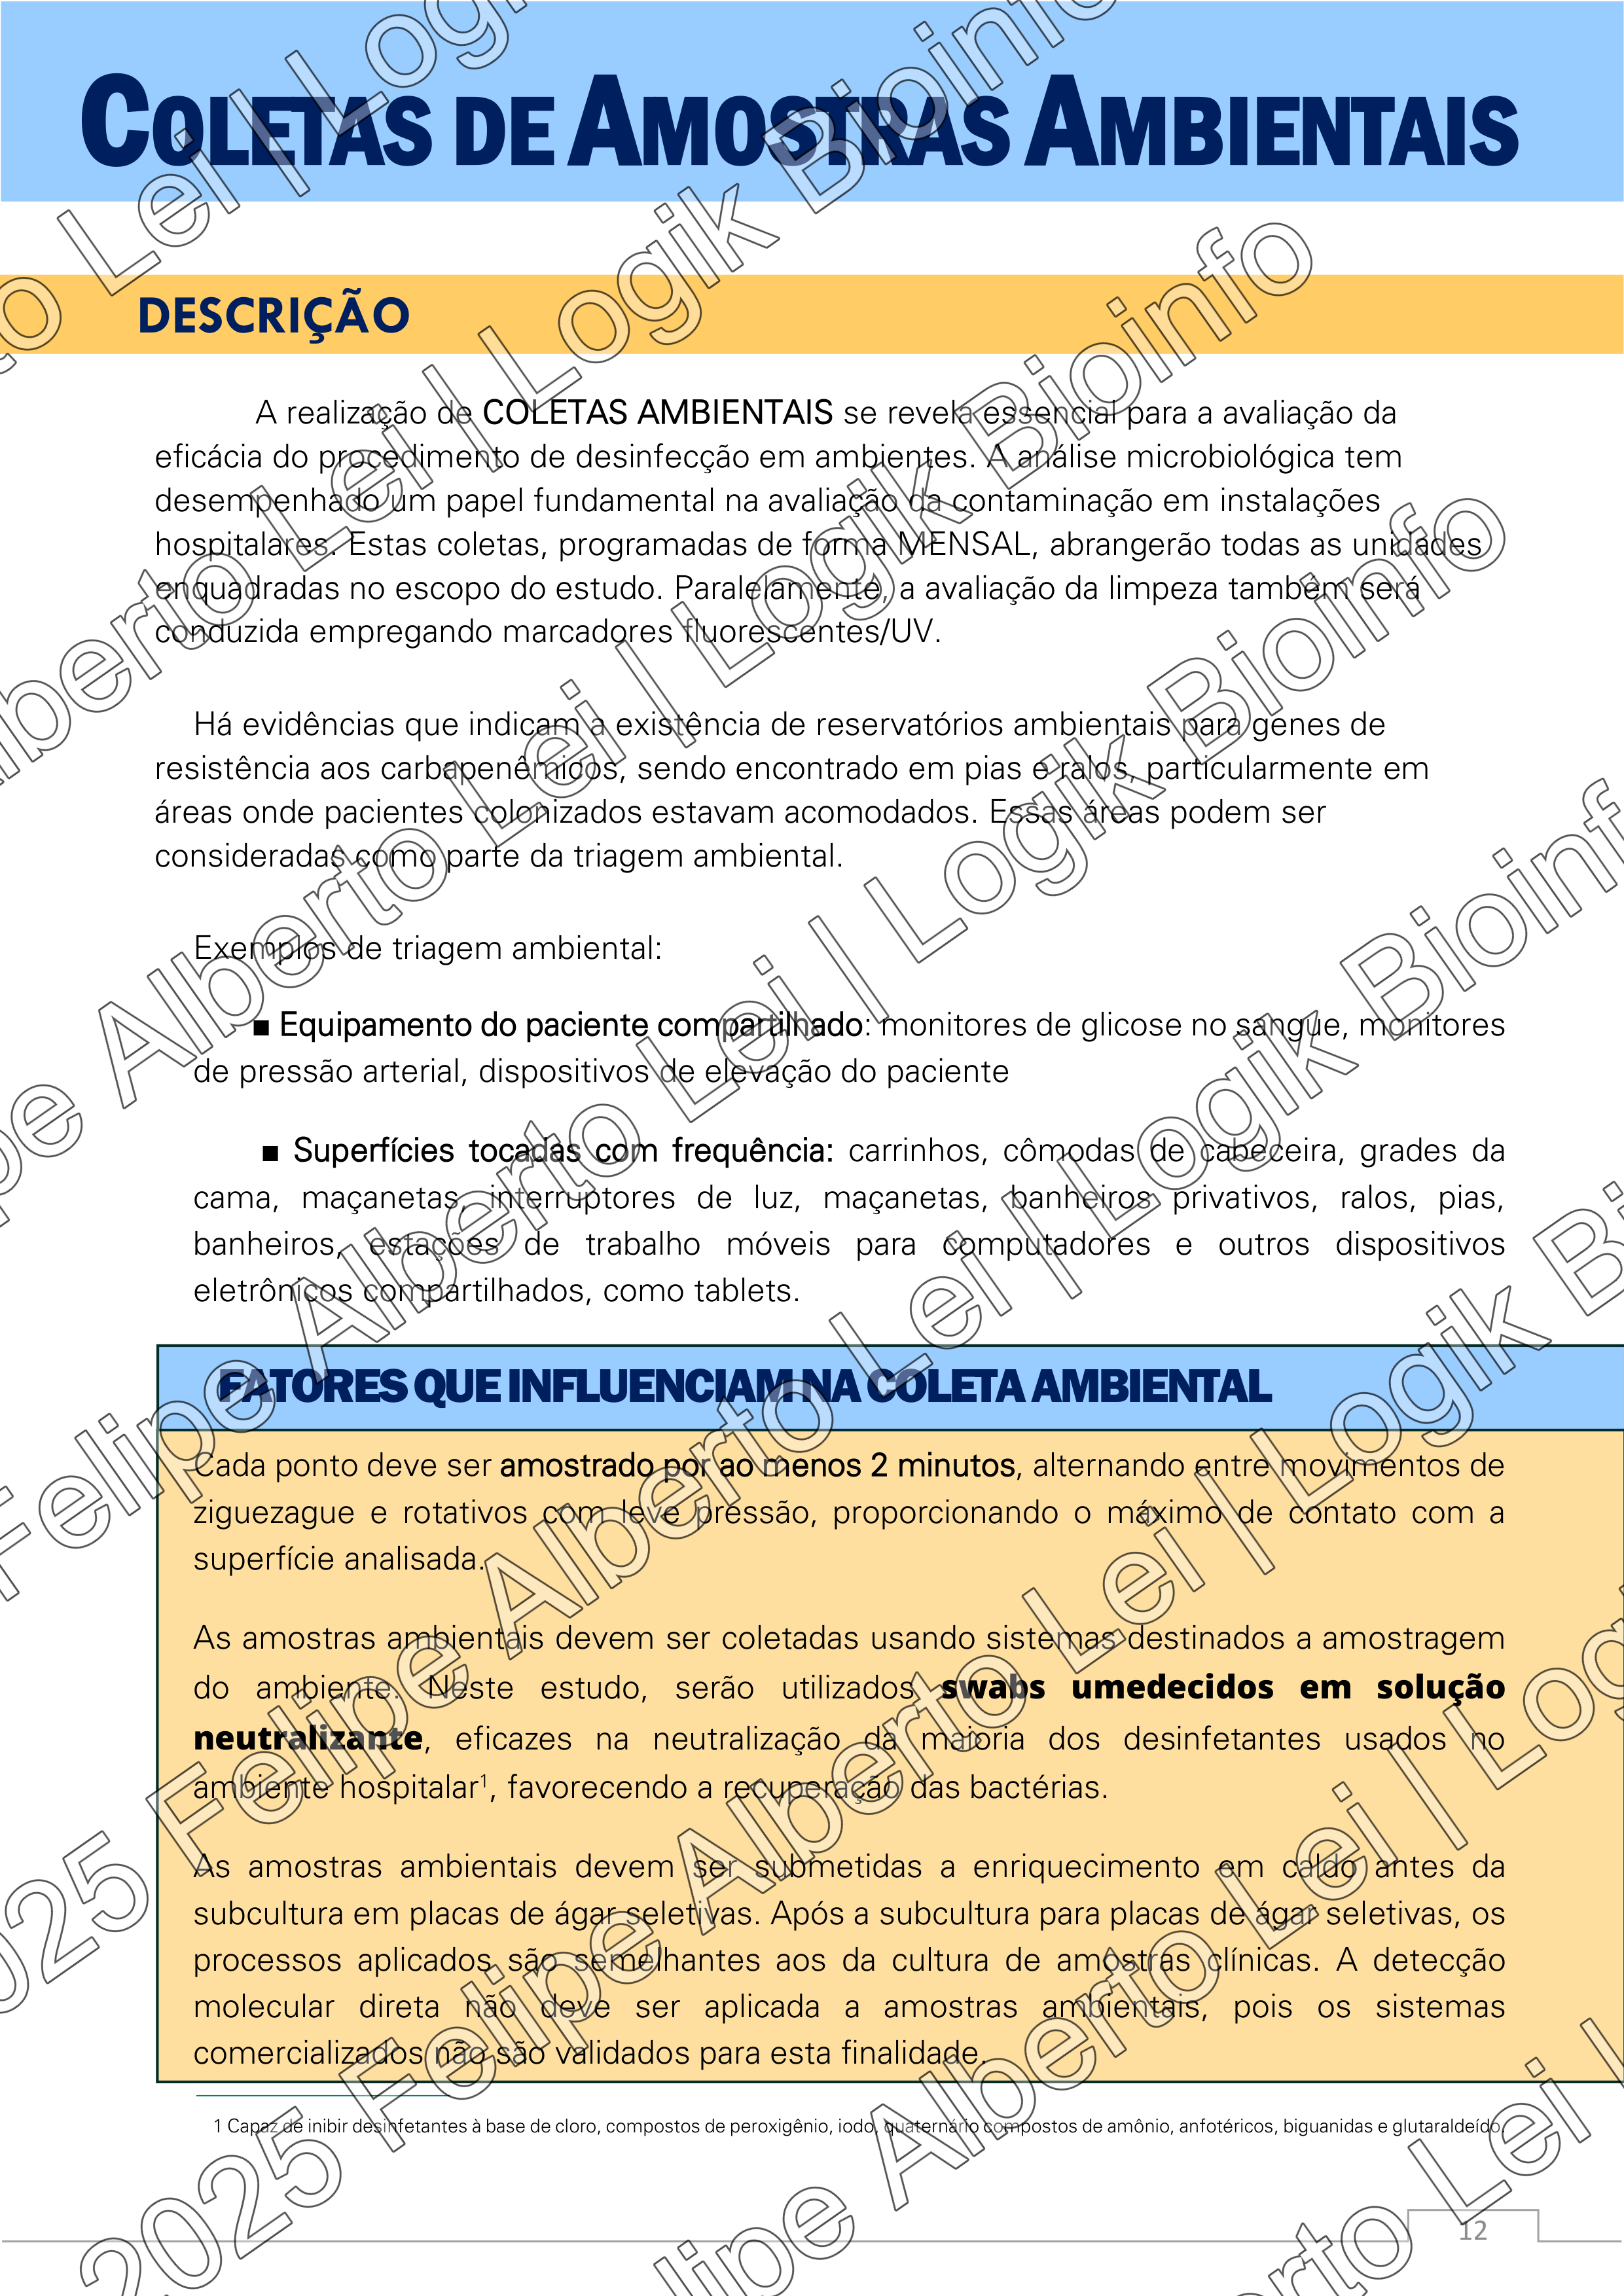 COLETAS DE AMOSTRAS AMBIENTAIS
DESCRIÇÃO
A realização de COLETAS AMBIENTAIS se revela essencial para a avaliação da
eficácia do procedimento de desinfecção em ambientes. A análise microbiológica tem
desempenhado um papel fundamental na avaliação da contaminação em instalações
hospitalares. Estas coletas, programadas de forma MENSAL, abrangerão todas as unidades
enquadradas no escopo do estudo. Paralelamente, a avaliação da limpeza também será
conduzida empregando marcadores fluorescentes/UV.
Há evidências que indicam a existência de reservatórios ambientais para genes de
resistência aos carbapenêmicos, sendo encontrado em pias e ralos, particularmente em
áreas onde pacientes colonizados estavam acomodados. Essas áreas podem ser
consideradas como parte da triagem ambiental.
Exemplos de triagem ambiental:
▪ Equipamento do paciente compartilhado: monitores de glicose no sangue, monitores
de pressão arterial, dispositivos de elevação do paciente
▪ Superfícies tocadas com frequência: carrinhos, cômodas de cabeceira, grades da
cama, maçanetas, interruptores de luz, maçanetas, banheiros privativos, ralos, pias,
banheiros, estações de trabalho móveis para computadores e outros dispositivos
eletrônicos compartilhados, como tablets.
FATORES QUE INFLUENCIAM NA COLETA AMBIENTAL
Cada ponto deve ser amostrado por ao menos 2 minutos, alternando entre movimentos de
ziguezague e rotativos com leve pressão, proporcionando o máximo de contato com a
superfície analisada.
As amostras ambientais devem ser coletadas usando sistemas destinados a amostragem
do ambiente. Neste estudo, serão utilizados swabs umedecidos em solução
neutralizante, eficazes na neutralização da maioria dos desinfetantes usados no
ambiente hospitalar¹, favorecendo a recuperação das bactérias.
As amostras ambientais devem ser submetidas a enriquecimento em caldo antes da
subcultura em placas de ágar seletivas. Após a subcultura para placas de ágar seletivas, os
processos aplicados são semelhantes aos da cultura de amostras clínicas. A detecção
molecular direta não deve ser aplicada a amostras ambientais, pois os sistemas
comercializados não são validados para esta finalidade.
1 Capaz de inibir desinfetantes à base de cloro, compostos de peroxigênio, iodo, quaternário compostos de amônio, anfotéricos, biguanidas e glutaraldeído.
12
2025 Felipe Alberto Lei | Logik Bioinfo